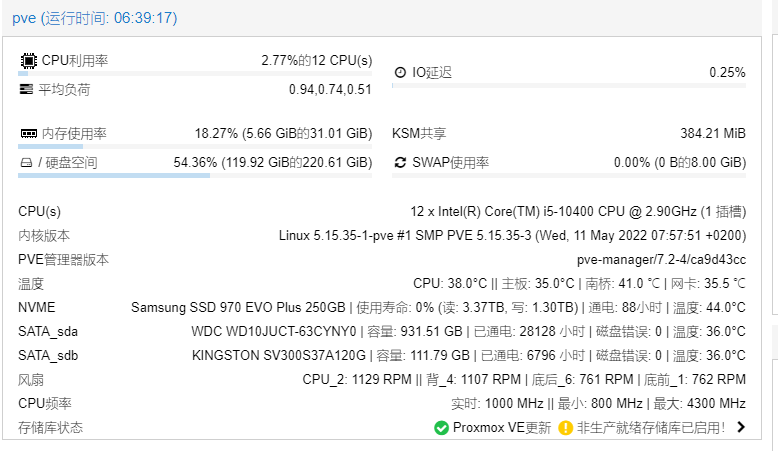 pve (运行时间: 06:39:17)
CPU利用率 2.77%的12 CPU(s)
IO延迟 0.25%
平均负荷 0.94,0.74,0.51
内存使用率 18.27% (5.66 GiB的31.01 GiB)
KSM共享 384.21 MiB
/ 硬盘空间 54.36% (119.92 GiB的220.61 GiB)
SWAP使用率 0.00% (0 B的8.00 GiB)
CPU(s) 12 x Intel(R) Core(TM) i5-10400 CPU @ 2.90GHz (1 插槽)
内核版本 Linux 5.15.35-1-pve #1 SMP PVE 5.15.35-3 (Wed, 11 May 2022 07:57:51 +0200)
PVE管理器版本 pve-manager/7.2-4/ca9d43cc
温度 CPU: 38.0°C || 主板: 35.0°C | 南桥: 41.0 ℃ | 网卡: 35.5 ℃
NVME Samsung SSD 970 EVO Plus 250GB | 使用寿命: 0% (读: 3.37TB, 写: 1.30TB) | 通电: 88小时 | 温度: 44.0°C
SATA_sda WDC WD10JUCT-63CYNY0 | 容量: 931.51 GB | 已通电: 28128 小时 | 磁盘错误: 0 | 温度: 36.0°C
SATA_sdb KINGSTON SV300S37A120G | 容量: 111.79 GB | 已通电: 6796 小时 | 磁盘错误: 0 | 温度: 36.0°C
风扇 CPU_2: 1129 RPM || 背_4: 1107 RPM | 底后_6: 761 RPM | 底前_1: 762 RPM
CPU频率 实时: 1000 MHz || 最小: 800 MHz | 最大: 4300 MHz
存储库状态 Proxmox VE更新 非生产就绪存储库已启用!